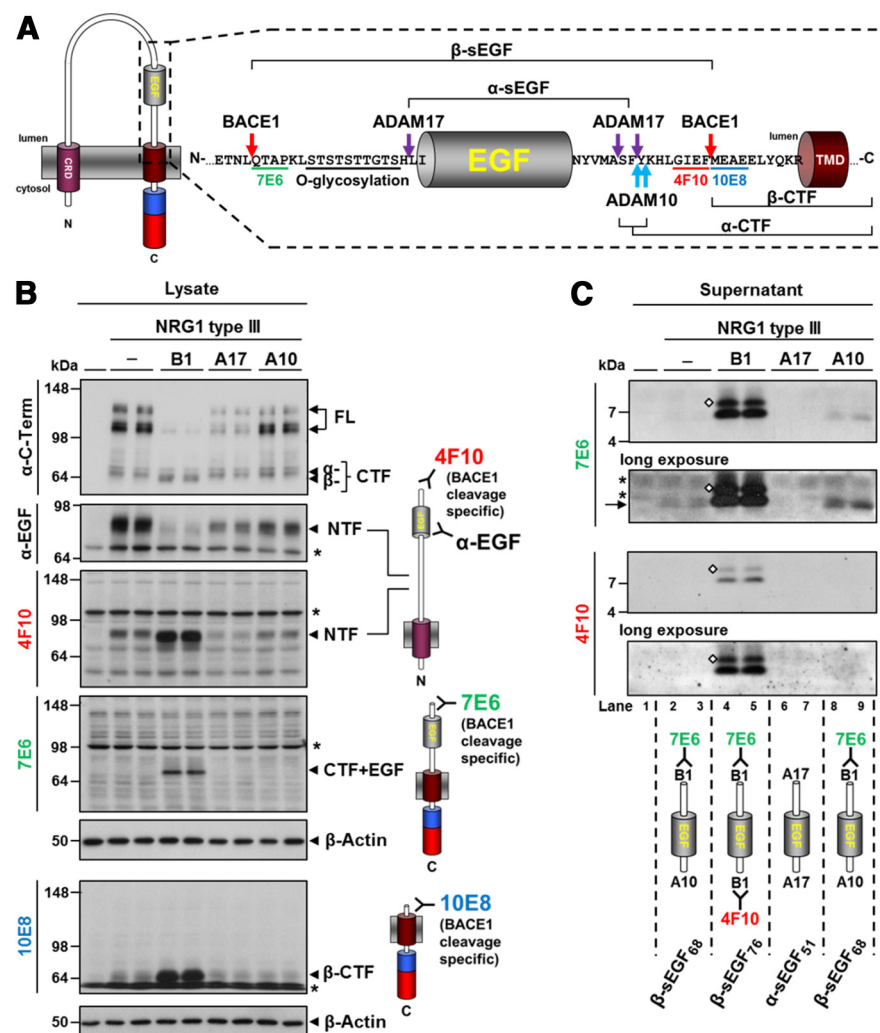 A
β-sEGF
α-sEGF
BACE1
ADAM17
ADAM17
BACE1
lumen
lumen
N-...ETNLQTAPKLSTSTSTTGTSHLI
EGF
NYVMASFYKHLGIEFMEAEELYQKR
TMD
...-C
7E6
O-glycosylation
4F10
10E8
ADAM10
β-CTF
α-CTF
EGF
CRD
cytosol
N
C
B
Lysate
NRG1 type III
kDa
–
B1
A17
A10
α-C-Term
148
98
64
FL
α-
β-
CTF
α-EGF
98
64
NTF
*
4F10
148
98
64
*
NTF
7E6
148
98
64
*
CTF+EGF
50
β-Actin
10E8
148
98
64
β-CTF
*
50
β-Actin
4F10
(BACE1
cleavage
specific)
EGF
α-EGF
N
7E6
(BACE1
cleavage
specific)
EGF
C
10E8
(BACE1
cleavage
specific)
C
C
Supernatant
NRG1 type III
kDa
–
B1
A17
A10
7E6
7
4
long exposure
*
*
4F10
7
4
long exposure
Lane 1 2 3 4 5 6 7 8 9
7E6 7E6 7E6
B1 B1 A17 B1
EGF EGF EGF EGF
A10 B1 A17 A10
4F10
β-sEGF68 β-sEGF76 α-sEGF51 β-sEGF68